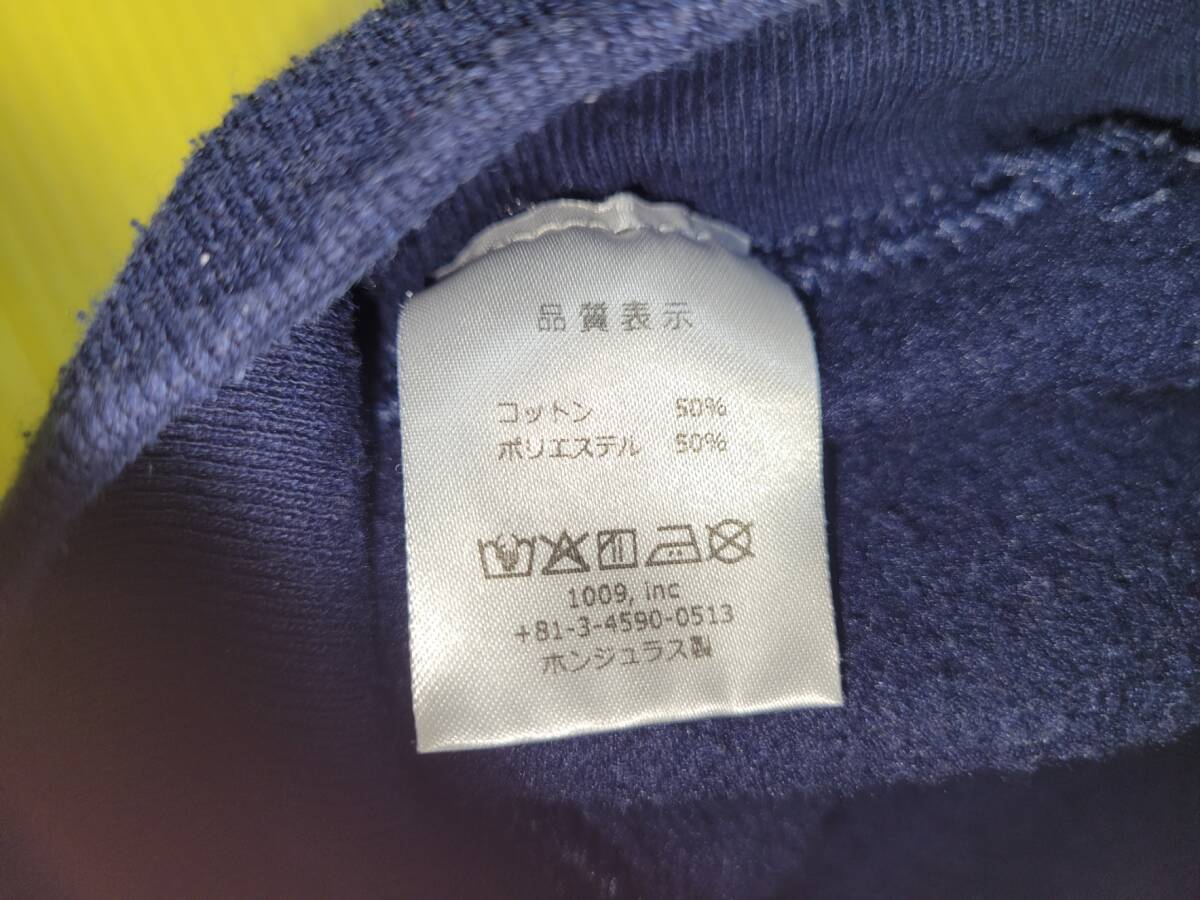 品質表示
コットン 50%
ポリエステル 50%
1009, inc
+81-3-4590-0513
ホンジュラス製